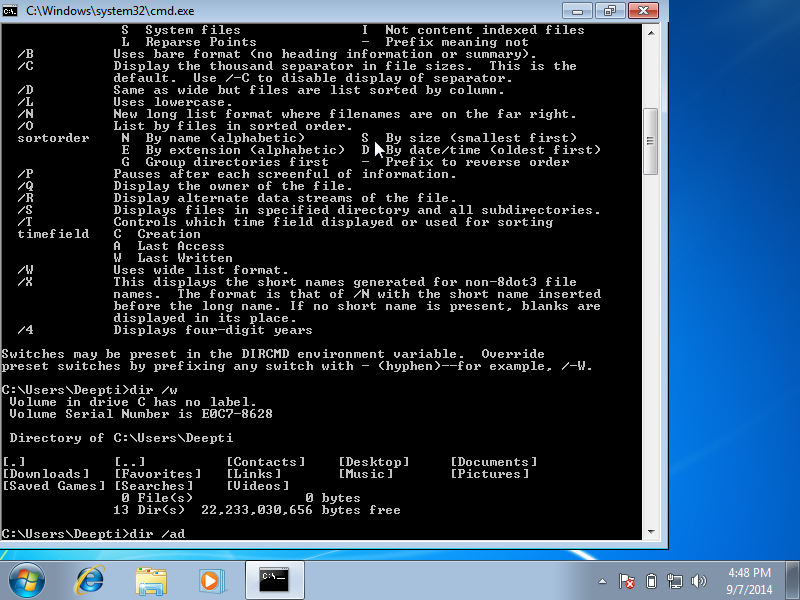 C:\Windows\system32\cmd.exe
               S  System files                  I  Not content indexed files
               L  Reparse Points                -  Prefix meaning not
  /B          Uses bare format (no heading information or summary).
  /C          Display the thousand separator in file sizes.  This is the
              default.  Use /-C to disable display of separator.
  /D          Same as wide but files are list sorted by column.
  /L          Uses lowercase.
  /N          New long list format where filenames are on the far right.
  /O          List by files in sorted order.
  sortorder    N  By name (alphabetic)       S  By size (smallest first)
               E  By extension (alphabetic)  D  By date/time (oldest first)
               G  Group directories first    -  Prefix to reverse order
  /P          Pauses after each screenful of information.
  /Q          Display the owner of the file.
  /R          Display alternate data streams of the file.
  /S          Displays files in specified directory and all subdirectories.
  /T          Controls which time field displayed or used for sorting
  timefield   C  Creation
              A  Last Access
              W  Last Written
  /W          Uses wide list format.
  /X          This displays the short names generated for non-8dot3 file
              names.  The format is that of /N with the short name inserted
              before the long name. If no short name is present, blanks are
              displayed in its place.
  /4          Displays four-digit years
Switches may be preset in the DIRCMD environment variable.  Override
preset switches by prefixing any switch with - (hyphen)--for example, /-W.
C:\Users\Deepti>dir /w
 Volume in drive C has no label.
 Volume Serial Number is E0C7-8628
 Directory of C:\Users\Deepti
[.]           [..]          [Contacts]    [Desktop]     [Documents]
[Downloads]   [Favorites]   [Links]       [Music]       [Pictures]
[Saved Games] [Searches]    [Videos]
               0 File(s)              0 bytes
              13 Dir(s)  22,233,030,656 bytes free
C:\Users\Deepti>dir /ad
C:\
4:48 PM
9/7/2014